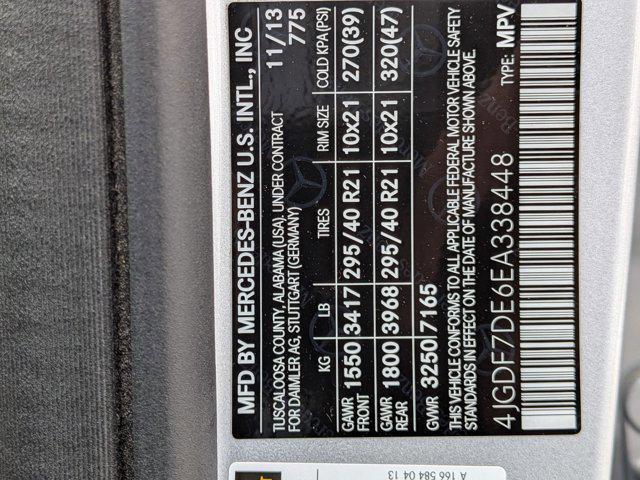 MFD BY MERCEDES-BENZ U.S. INTL., INC
TUSCALOOSA COUNTY, ALABAMA (USA), UNDER CONTRACT 11/13
FOR DAIMLER AG, STUTTGART (GERMANY) 775
KG LB TIRES RIM SIZE COLD KPA(PSI)
GAWR FRONT 1550 3417 295/40 R21 10x21 270(39)
GAWR REAR 1800 3968 295/40 R21 10x21 320(47)
GVWR 3250 7165
THIS VEHICLE CONFORMS TO ALL APPLICABLE FEDERAL MOTOR VEHICLE SAFETY
STANDARDS IN EFFECT ON THE DATE OF MANUFACTURE SHOWN ABOVE.
TYPE: MPV
4JGDF7DE6EA338448
A 166 584 04 13